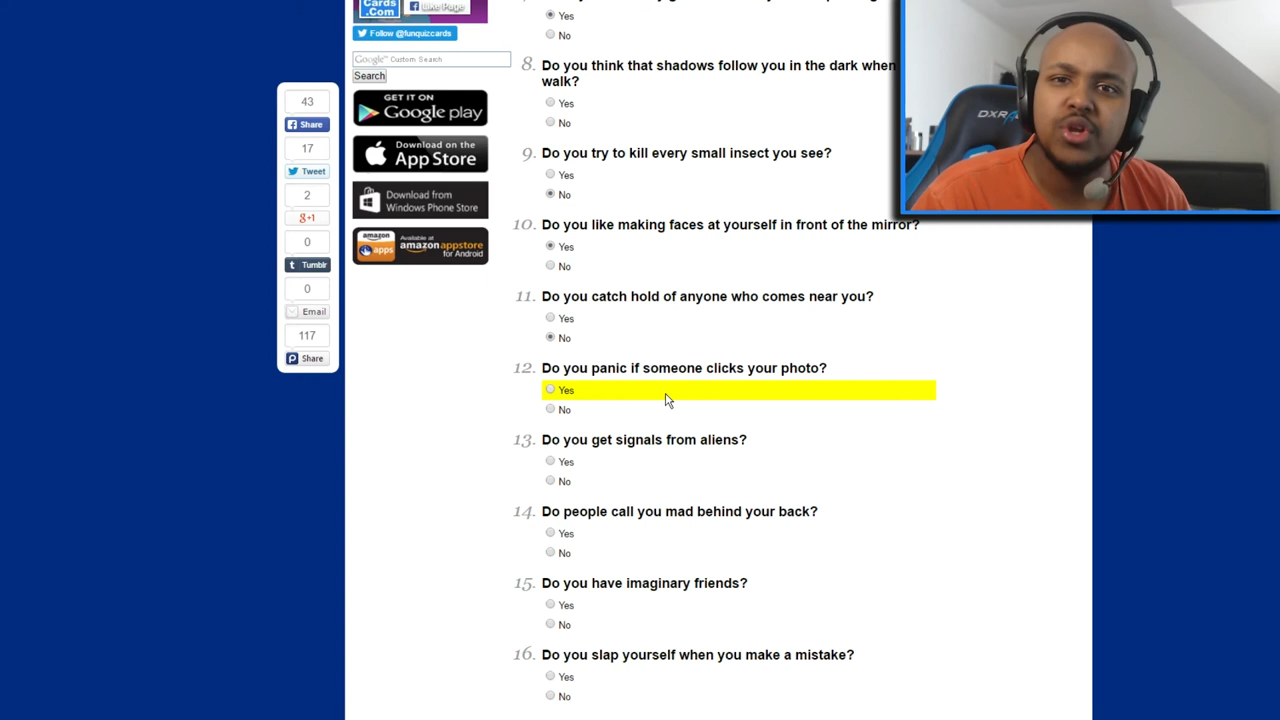 Cards
.Com
Like Page
Follow @funquizcards
Google™ Custom Search
Search
GET IT ON
Google play
Download on the
App Store
Download from
Windows Phone Store
amazon
apps
Available at
amazonappstore
for Android
43
Share
17
Tweet
2
g+1
0
Tumblr
0
Email
117
Share
Yes
No
8. Do you think that shadows follow you in the dark when
walk?
Yes
No
9. Do you try to kill every small insect you see?
Yes
No
10. Do you like making faces at yourself in front of the mirror?
Yes
No
11. Do you catch hold of anyone who comes near you?
Yes
No
12. Do you panic if someone clicks your photo?
Yes
No
13. Do you get signals from aliens?
Yes
No
14. Do people call you mad behind your back?
Yes
No
15. Do you have imaginary friends?
Yes
No
16. Do you slap yourself when you make a mistake?
Yes
No
DXR